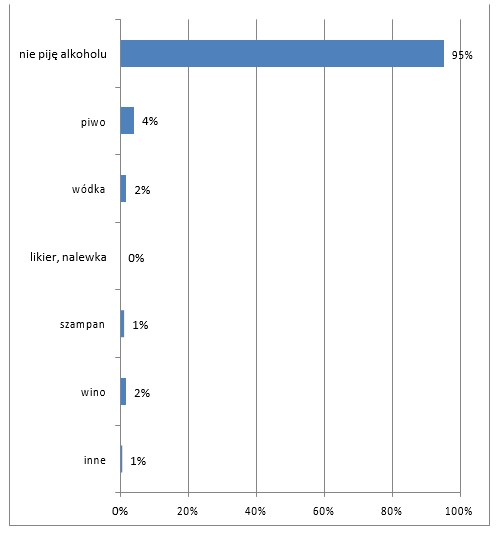 nie piję alkoholu 95%
piwo 4%
wódka 2%
likier, nalewka 0%
szampan 1%
wino 2%
inne 1%
0% 20% 40% 60% 80% 100%